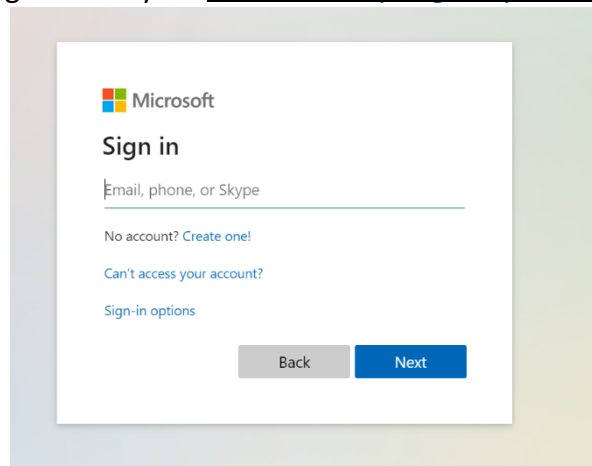 Microsoft
Sign in
Email, phone, or Skype
No account? Create one!
Can't access your account?
Sign-in options
Back Next